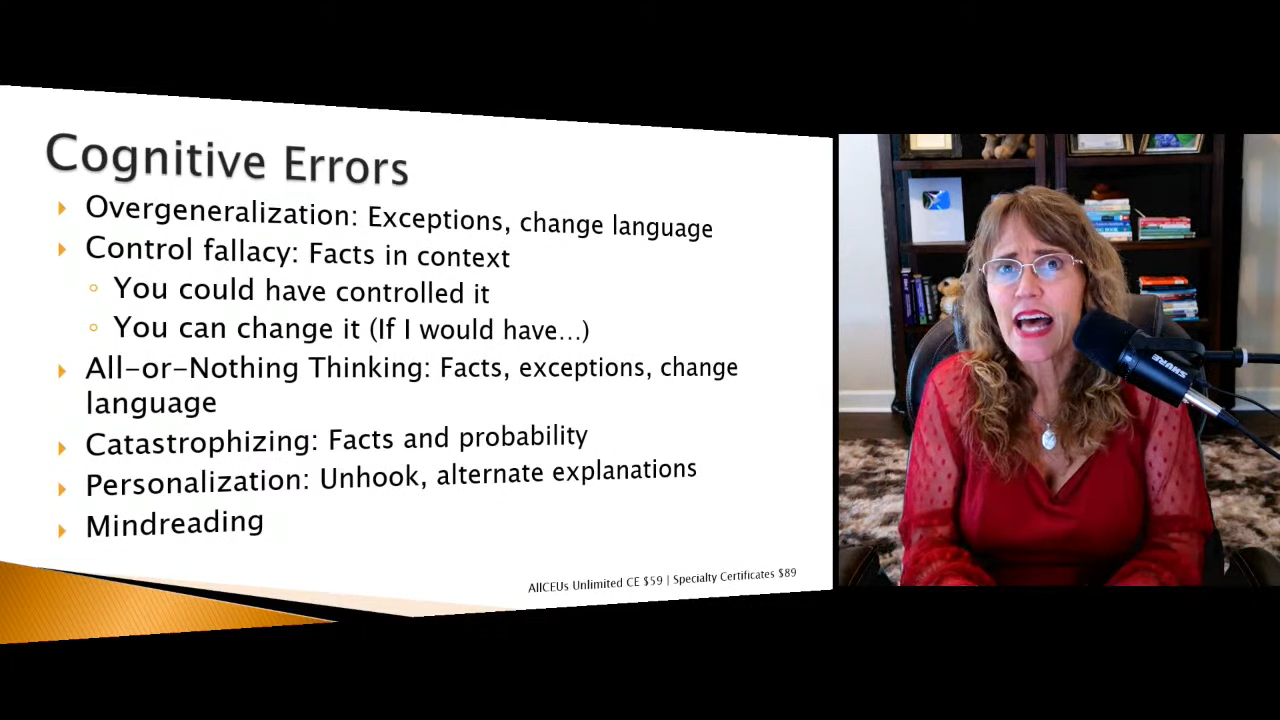 Cognitive Errors
Overgeneralization: Exceptions, change language
Control fallacy: Facts in context
You could have controlled it
You can change it (If I would have...)
All-or-Nothing Thinking: Facts, exceptions, change
language
Catastrophizing: Facts and probability
Personalization: Unhook, alternate explanations
Mindreading
AllCEUs Unlimited CE $59 | Specialty Certificates $89
SHURE